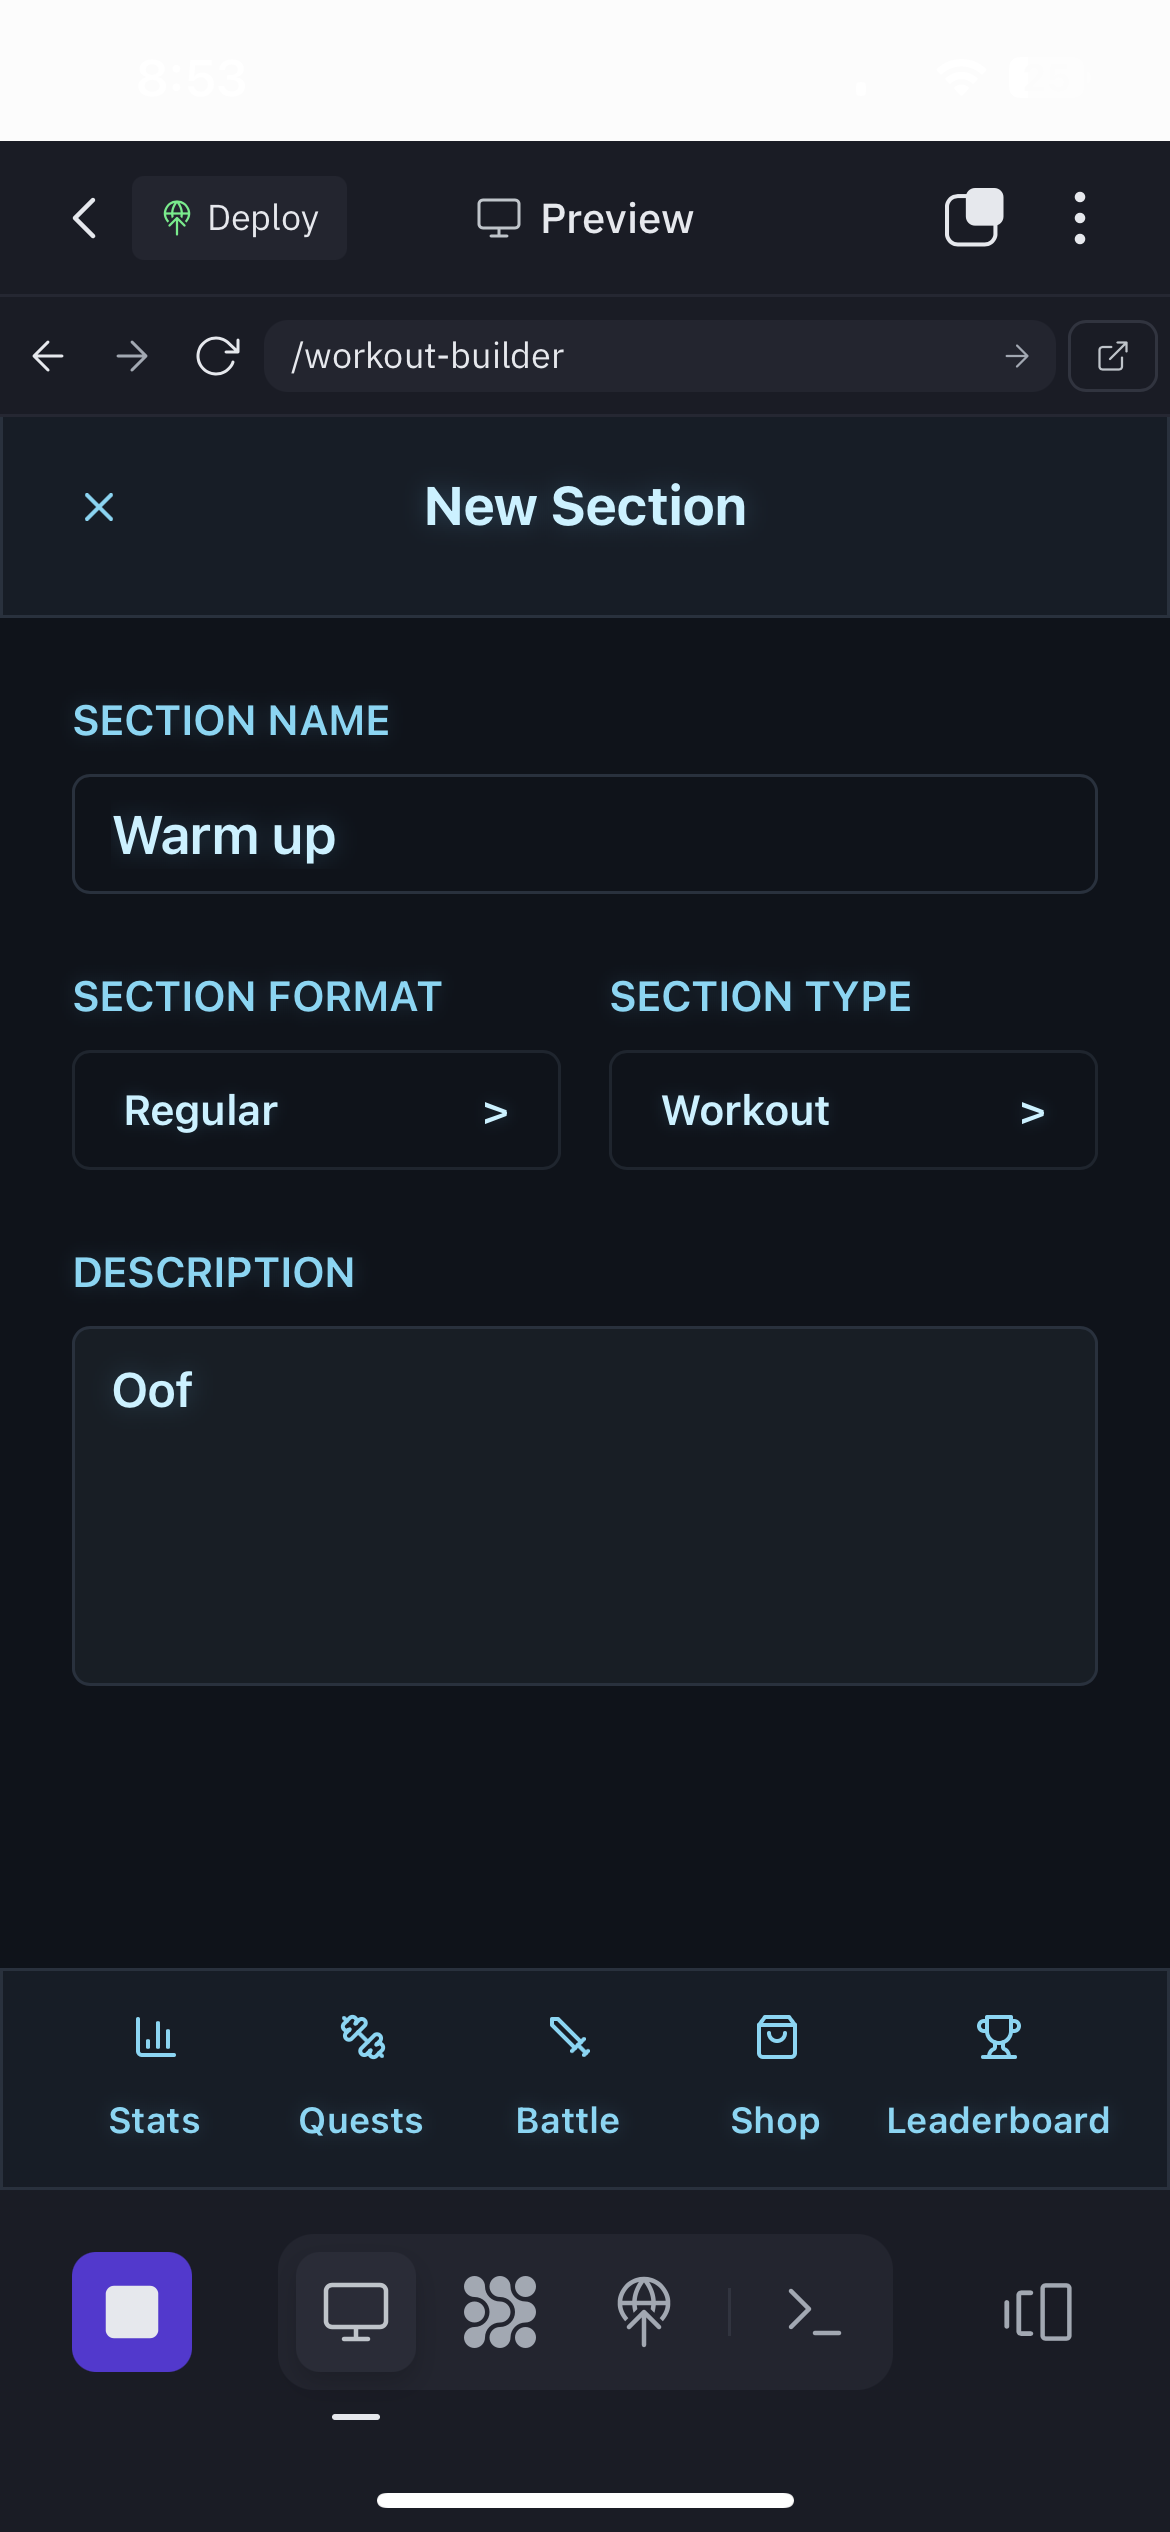 8:53
Deploy
Preview
/workout-builder
New Section
SECTION NAME
Warm up
SECTION FORMAT
SECTION TYPE
Regular >
Workout >
DESCRIPTION
Oof
Stats
Quests
Battle
Shop
Leaderboard